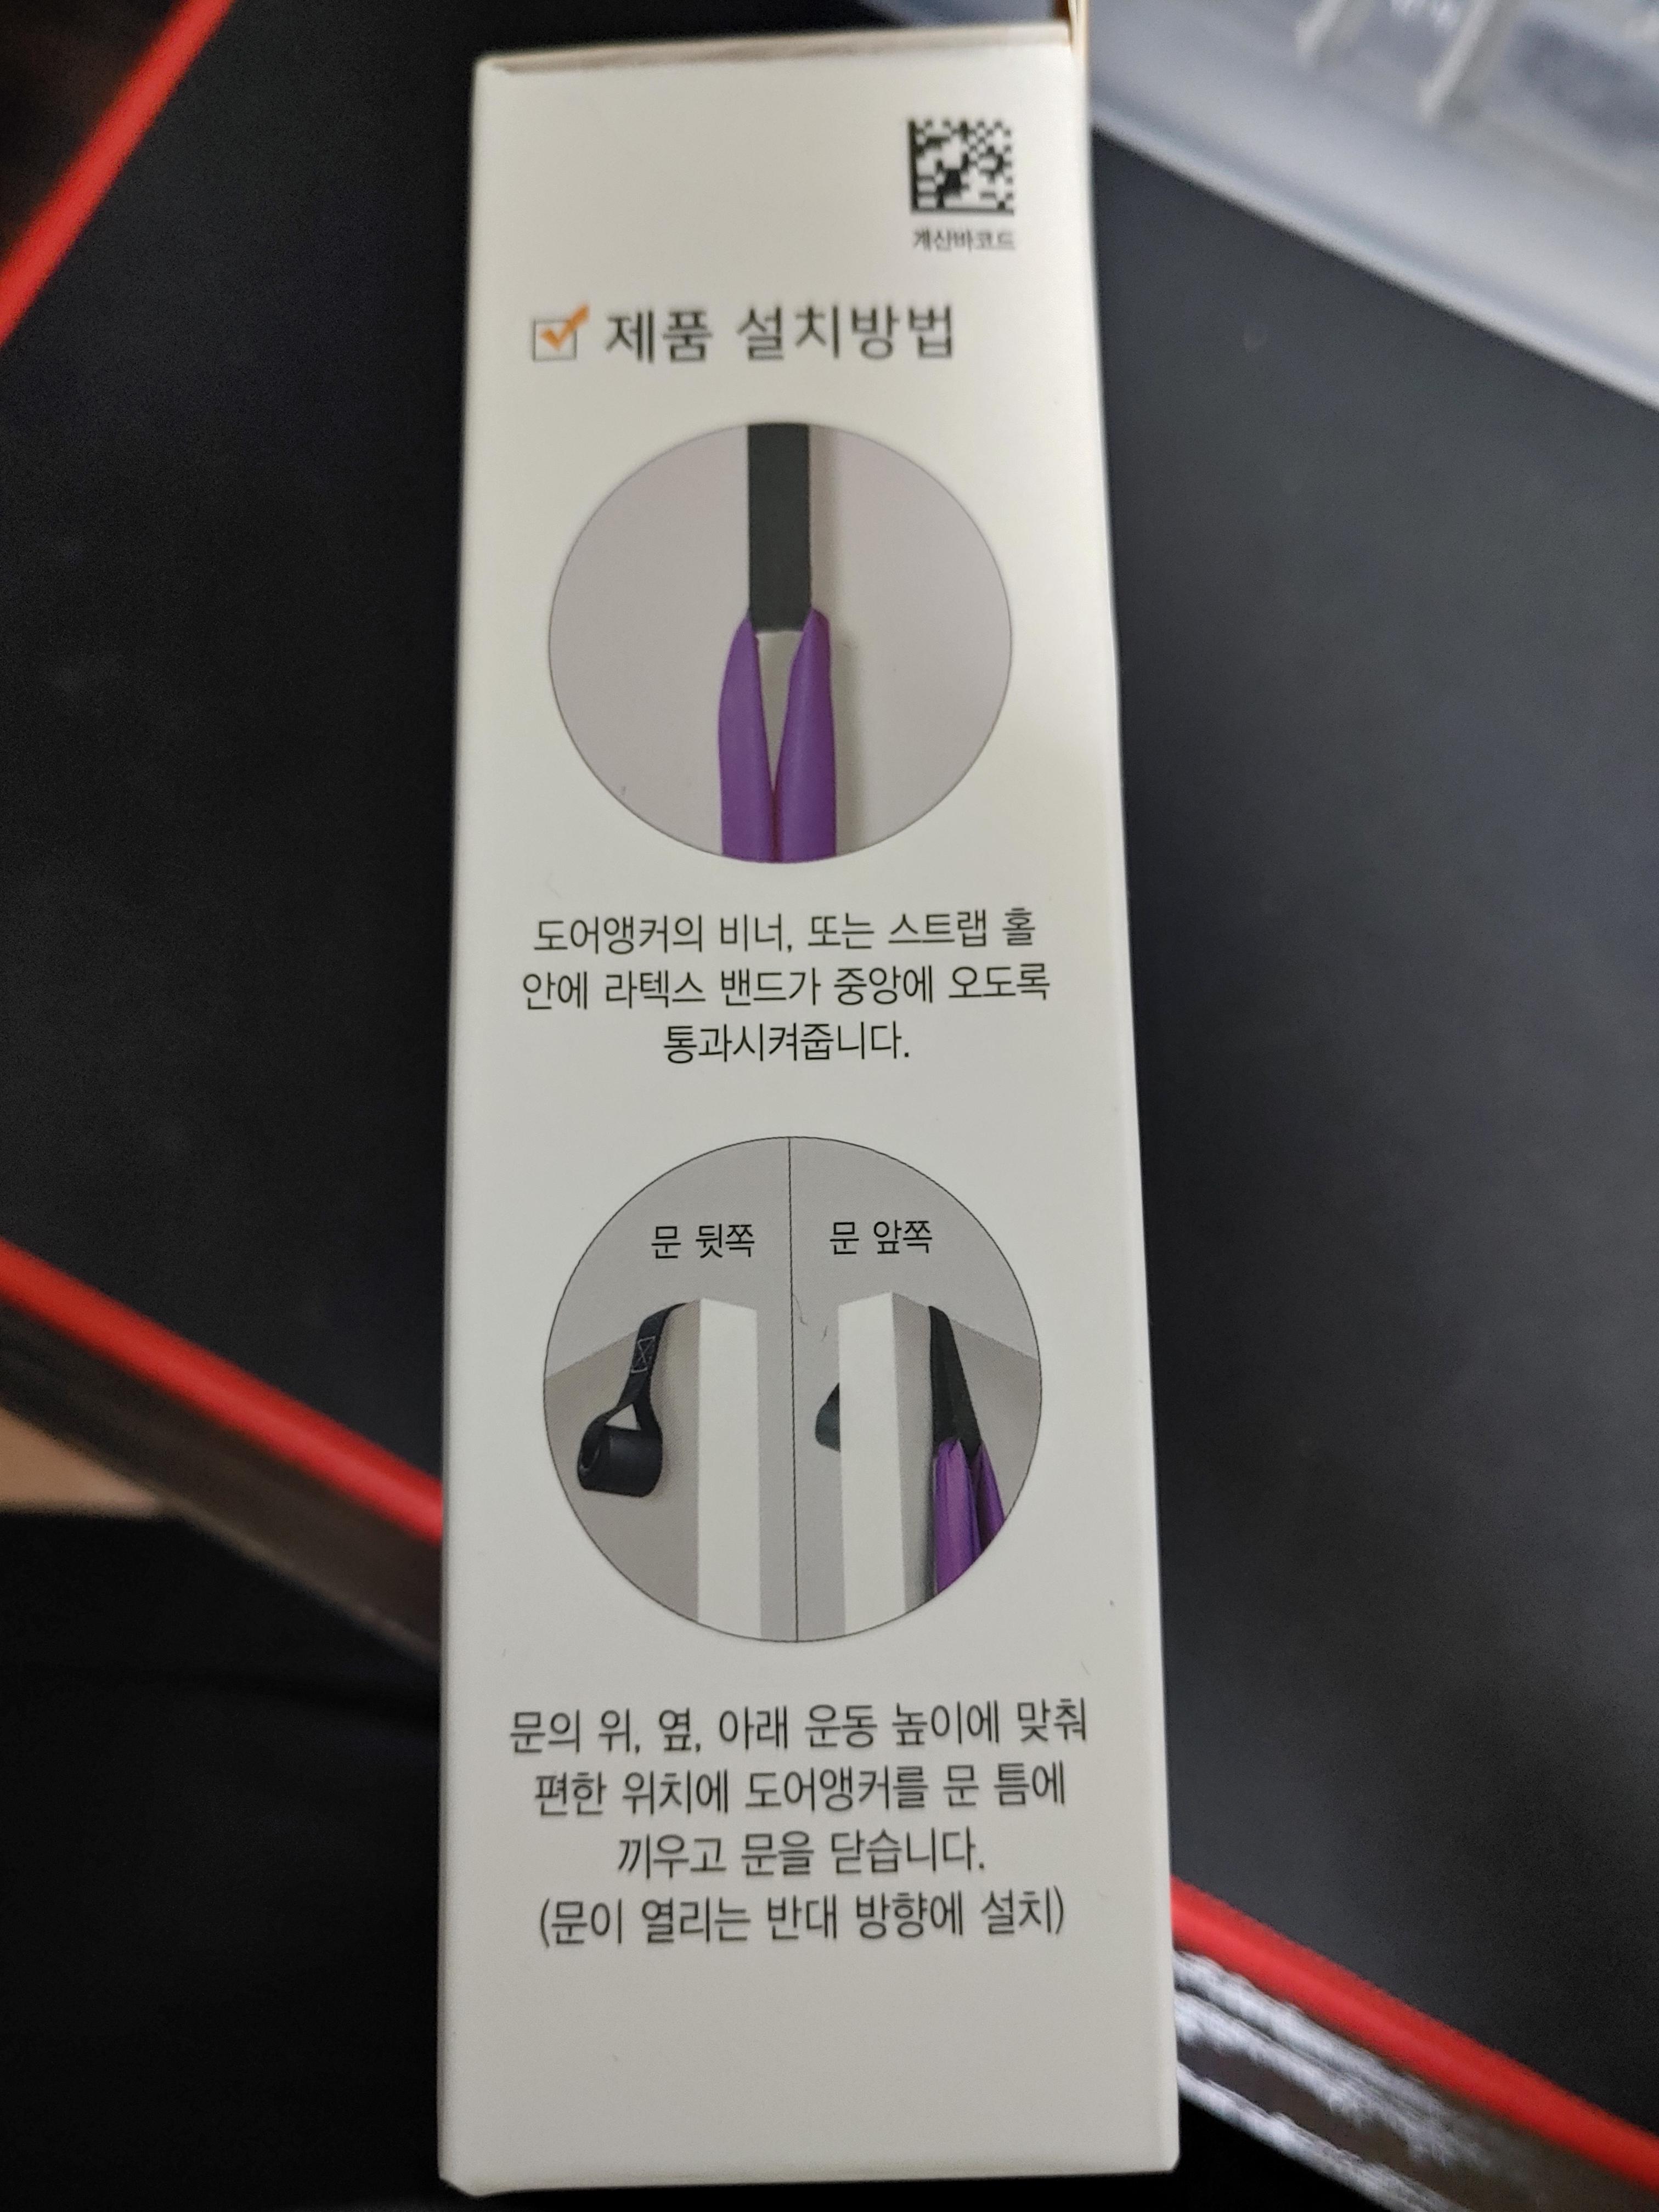 계산바코드
제품 설치방법
도어앵커의 비너, 또는 스트랩 홀
안에 라텍스 밴드가 중앙에 오도록
통과시켜줍니다.
문 뒷쪽
문 앞쪽
문의 위, 옆, 아래 운동 높이에 맞춰
편한 위치에 도어앵커를 문 틈에
끼우고 문을 닫습니다.
(문이 열리는 반대 방향에 설치)